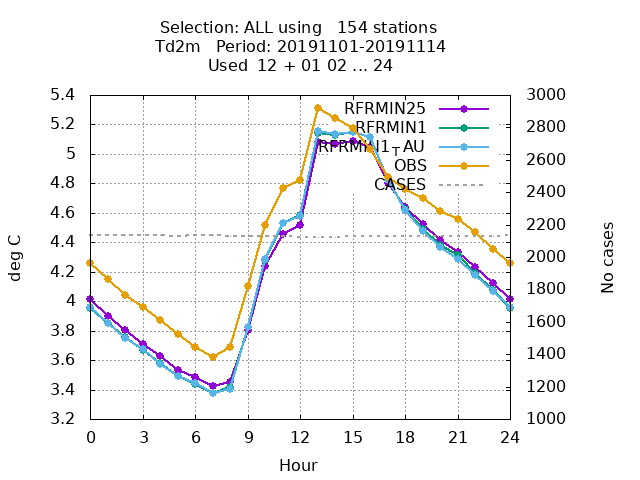 Selection: ALL using   154 stations
Td2m   Period: 20191101-20191114
Used  12 + 01 02 ... 24
5.4
5.2
5
4.8
4.6
4.4
4.2
4
3.8
3.6
3.4
3.2
deg C
RFRMIN25
RFRMIN1
RFRMIN1_TAU
OBS
CASES
3000
2800
2600
2400
2200
2000
1800
1600
1400
1200
1000
No cases
0 3 6 9 12 15 18 21 24
Hour